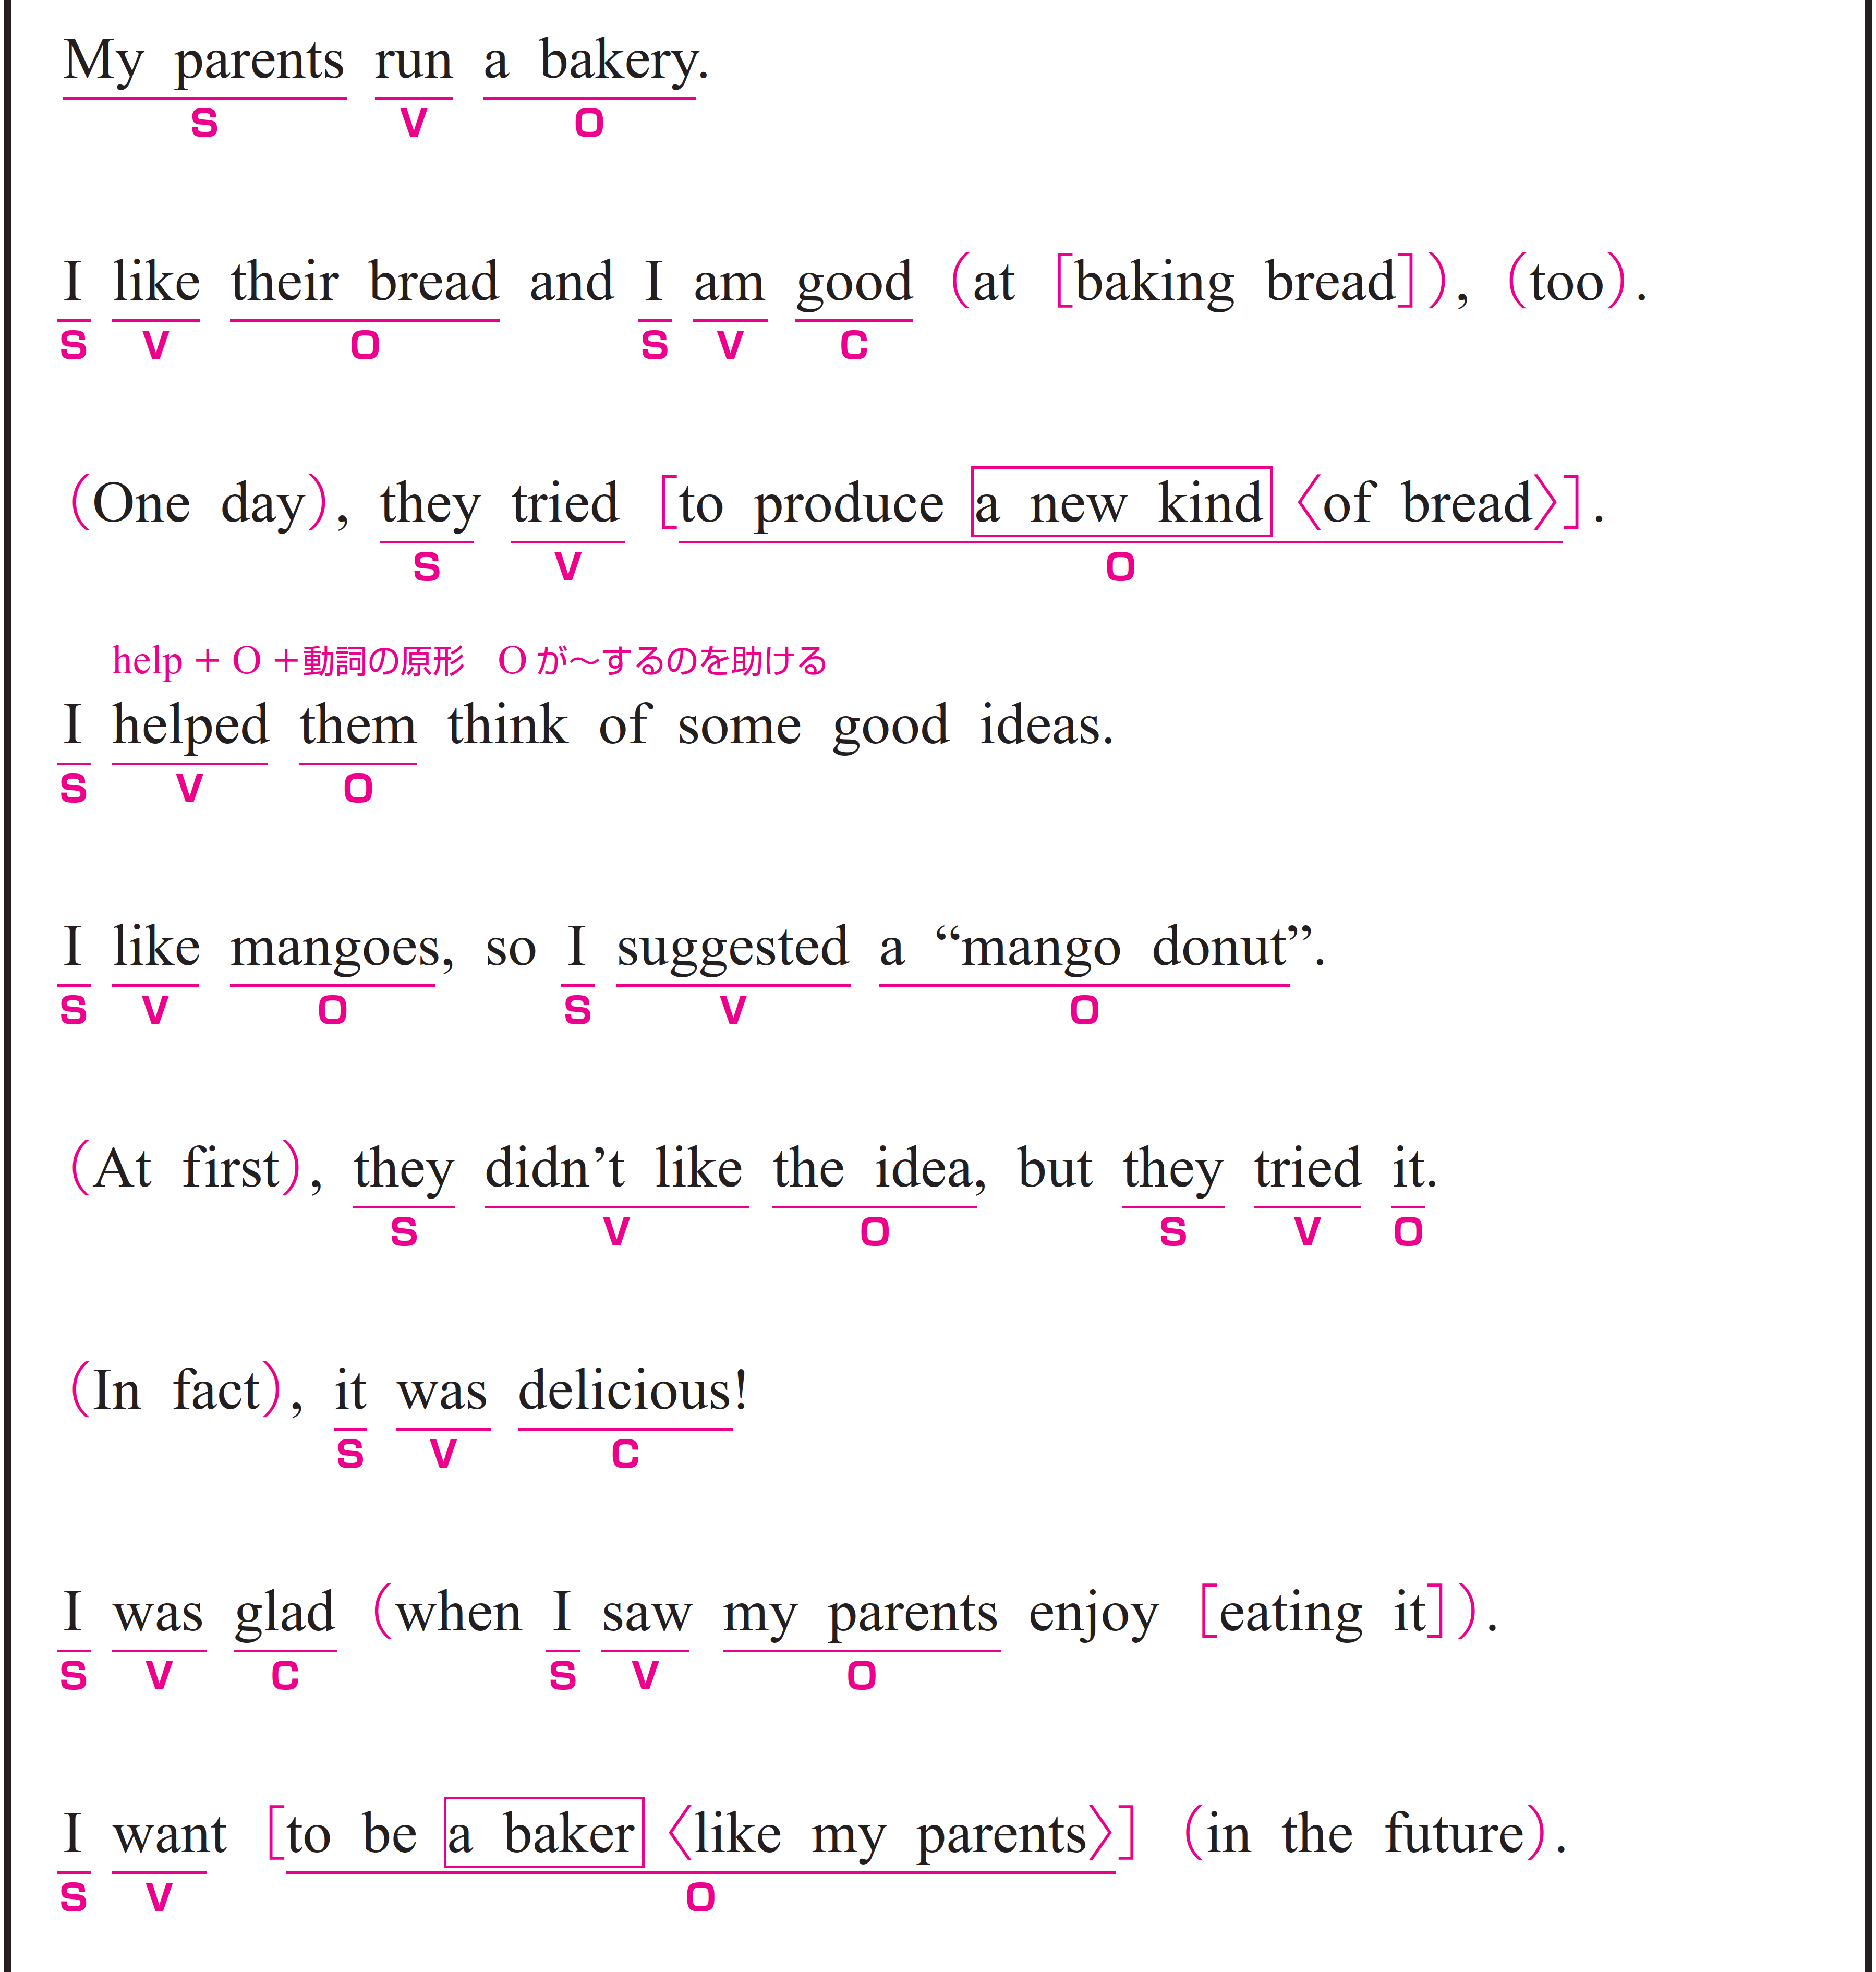 My parents run a bakery.
S V O
I like their bread and I am good (at [baking bread]), (too).
S V O S V C
(One day), they tried [to produce a new kind 〈of bread〉].
S V O
help + O +動詞の原形 O が〜するのを助ける
I helped them think of some good ideas.
S V O
I like mangoes, so I suggested a “mango donut”.
S V O S V O
(At first), they didn’t like the idea, but they tried it.
S V O S V O
(In fact), it was delicious!
S V C
I was glad (when I saw my parents enjoy [eating it]).
S V C S V O
I want [to be a baker 〈like my parents〉] (in the future).
S V O